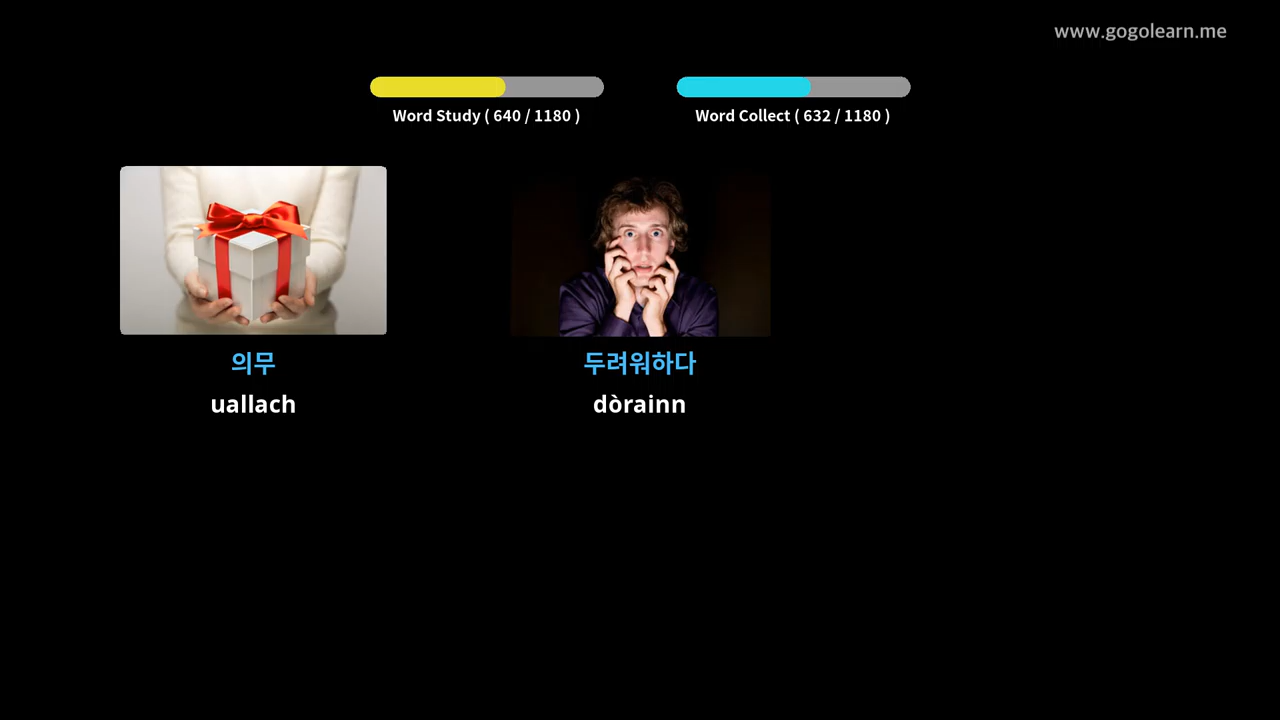 www.gogolearn.me
Word Study ( 640 / 1180 )
Word Collect ( 632 / 1180 )
의무
uallach
두려워하다
dòrainn